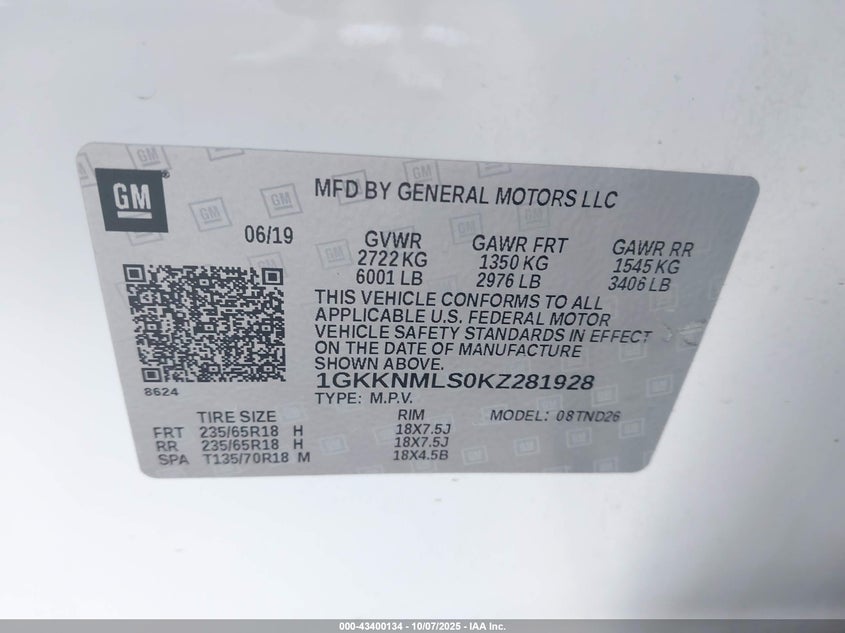 GM
MFD BY GENERAL MOTORS LLC
06/19
GVWR GAWR FRT GAWR RR
2722 KG 1350 KG 1545 KG
6001 LB 2976 LB 3406 LB
THIS VEHICLE CONFORMS TO ALL
APPLICABLE U.S. FEDERAL MOTOR
VEHICLE SAFETY STANDARDS IN EFFECT
ON THE DATE OF MANUFACTURE
SHOWN ABOVE.
8624
1GKKNMLS0KZ281928
TYPE: M.P.V.
TIRE SIZE RIM MODEL: 08TND26
FRT 235/65R18 H 18X7.5J
RR 235/65R18 H 18X7.5J
SPA T135/70R18 M 18X4.5B
000-43400134 - 10/07/2025 - IAA Inc.